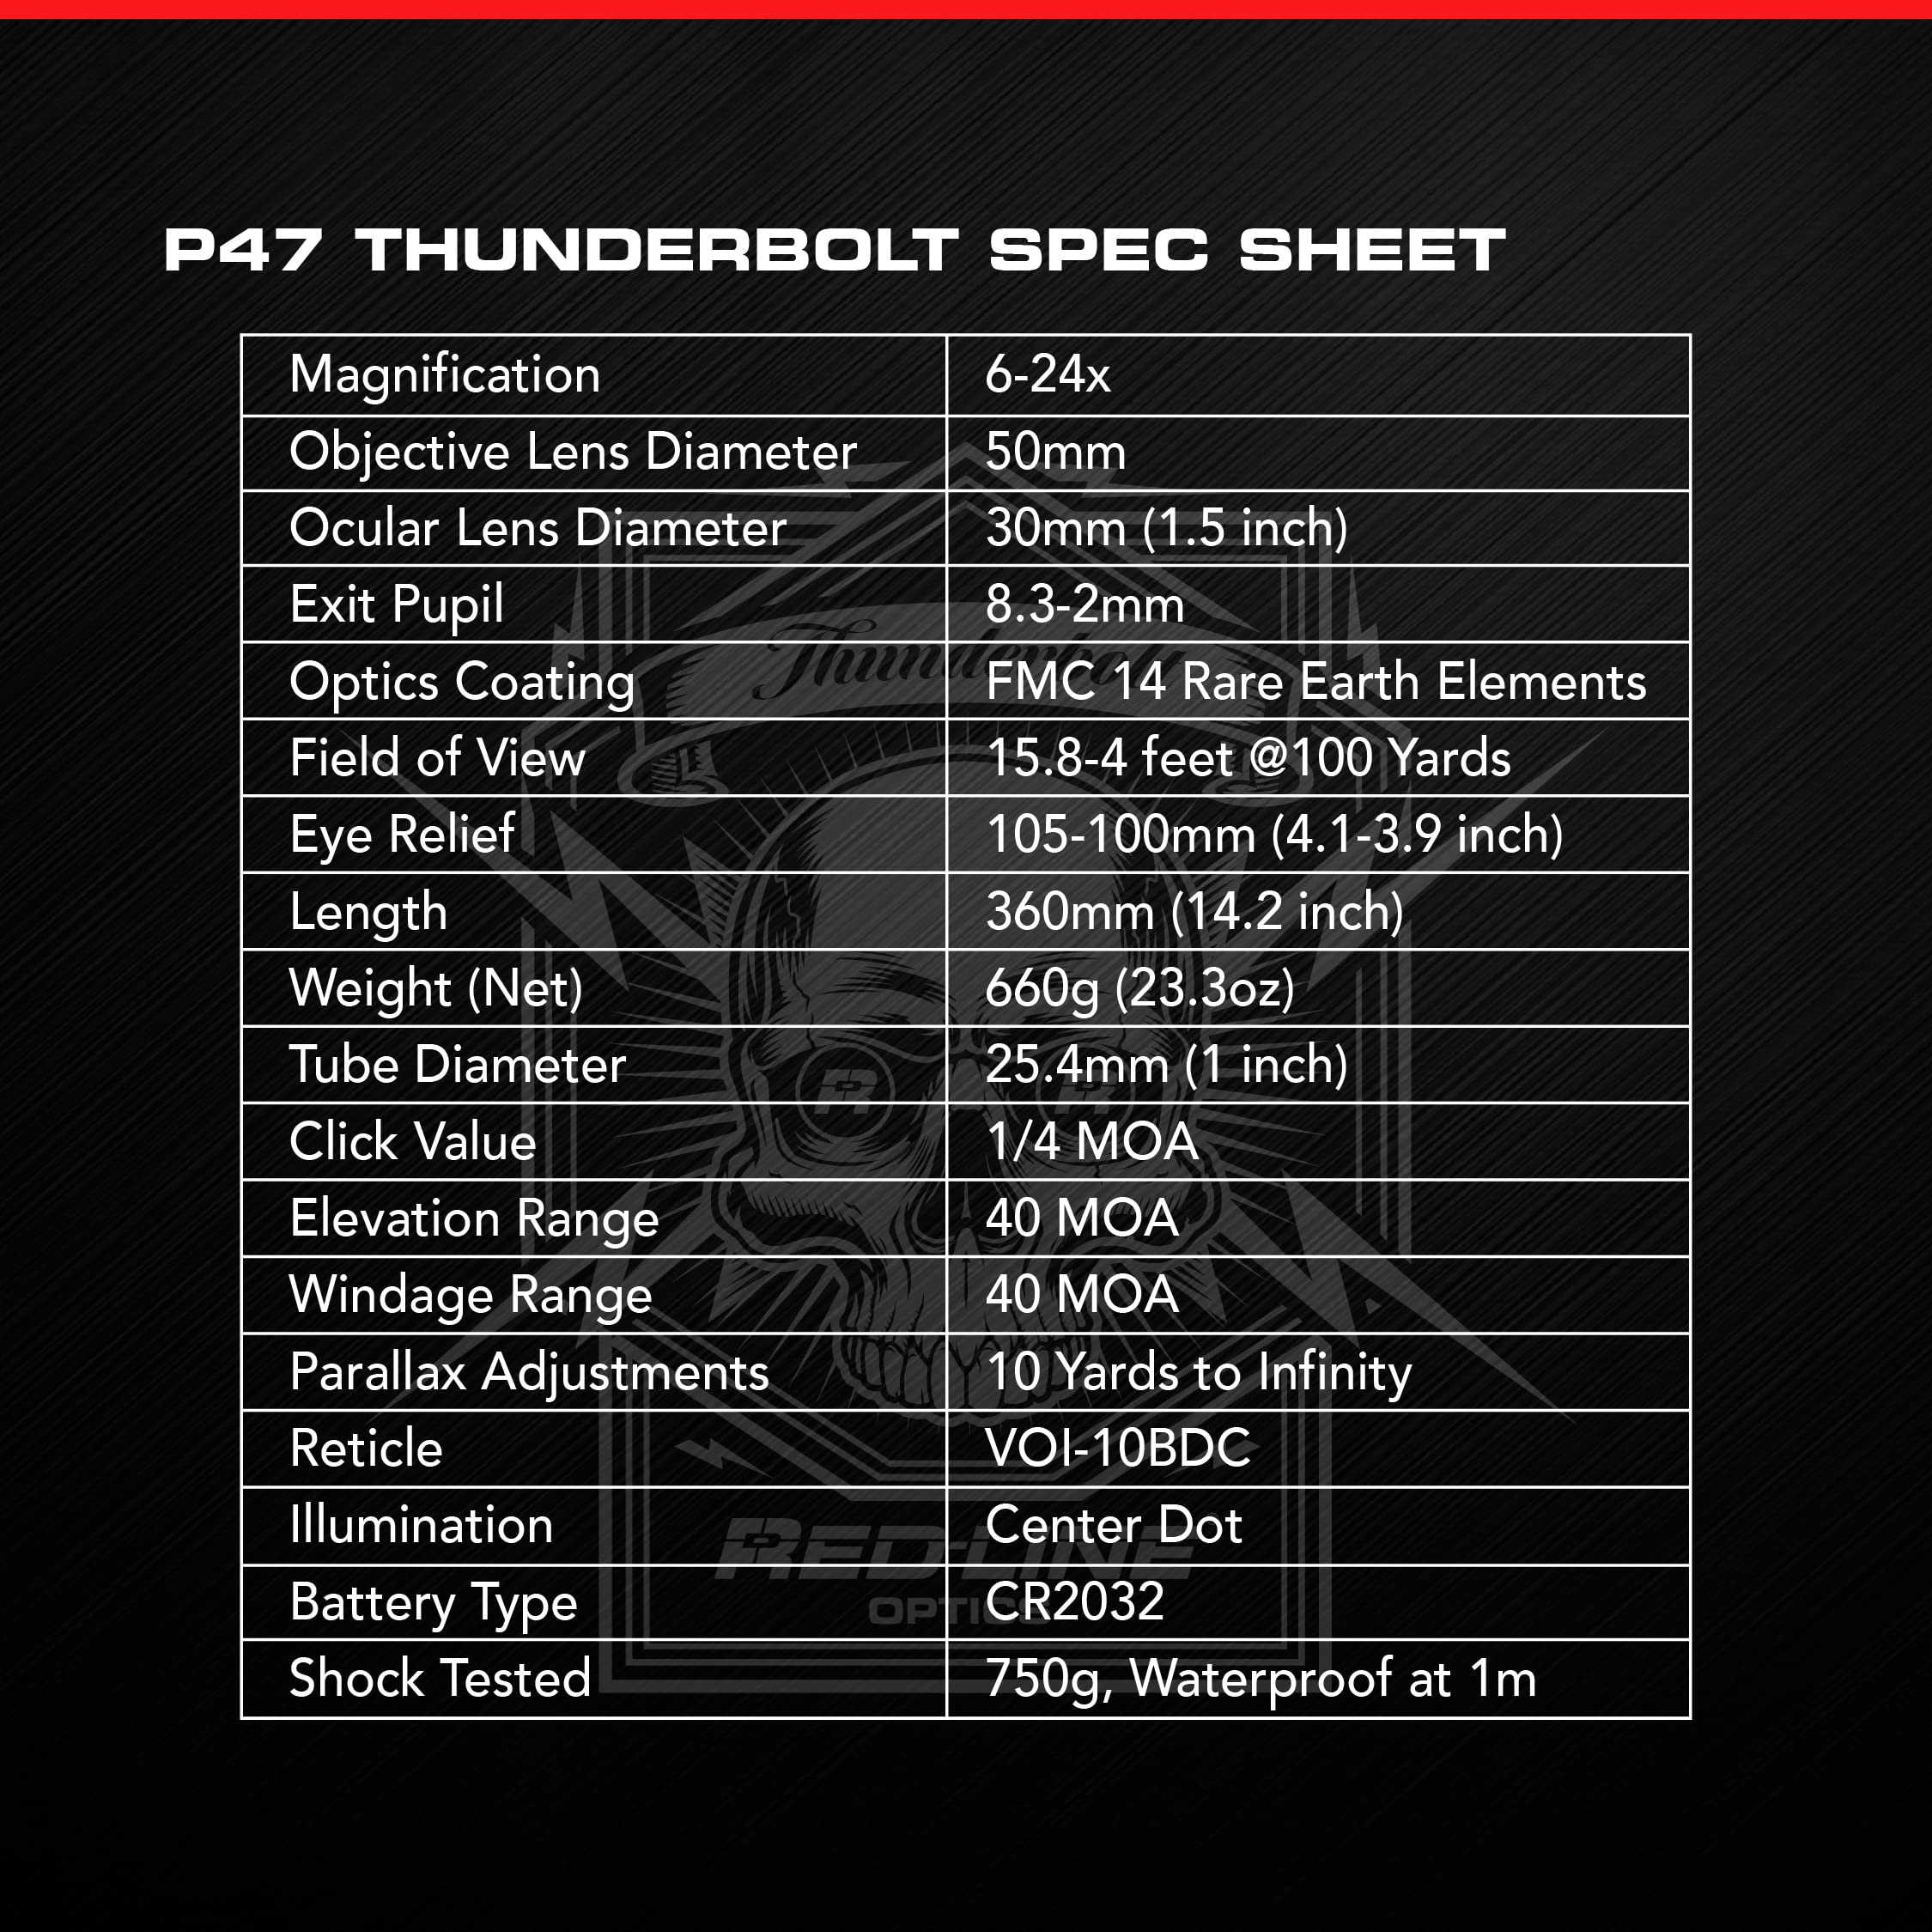 P47 THUNDERBOLT SPEC SHEET
Magnification 6-24x
Objective Lens Diameter 50mm
Ocular Lens Diameter 30mm (1.5 inch)
Exit Pupil 8.3-2mm
Thunderbolt
Optics Coating FMC 14 Rare Earth Elements
Field of View 15.8-4 feet @100 Yards
Eye Relief 105-100mm (4.1-3.9 inch)
Length 360mm (14.2 inch)
Weight (Net) 660g (23.3oz)
Tube Diameter 25.4mm (1 inch)
R R
Click Value 1/4 MOA
Elevation Range 40 MOA
Windage Range 40 MOA
Parallax Adjustments 10 Yards to Infinity
Reticle VOI-10BDC
Illumination Center Dot
RED-LINE
Battery Type CR2032
OPTICS
Shock Tested 750g, Waterproof at 1m